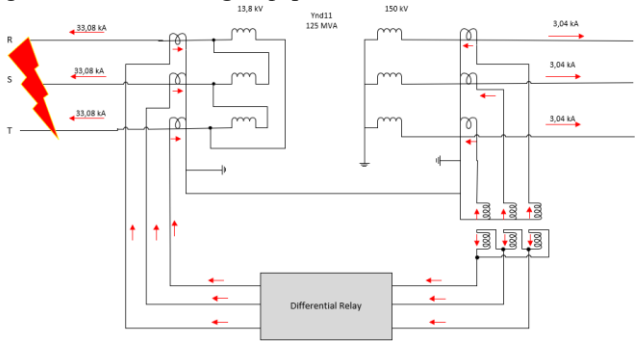 13,8 kV
Ynd11
125 MVA
150 kV
33,08 kA
3,04 kA
R
33,08 kA
3,04 kA
S
33,08 kA
3,04 kA
T
Differential Relay